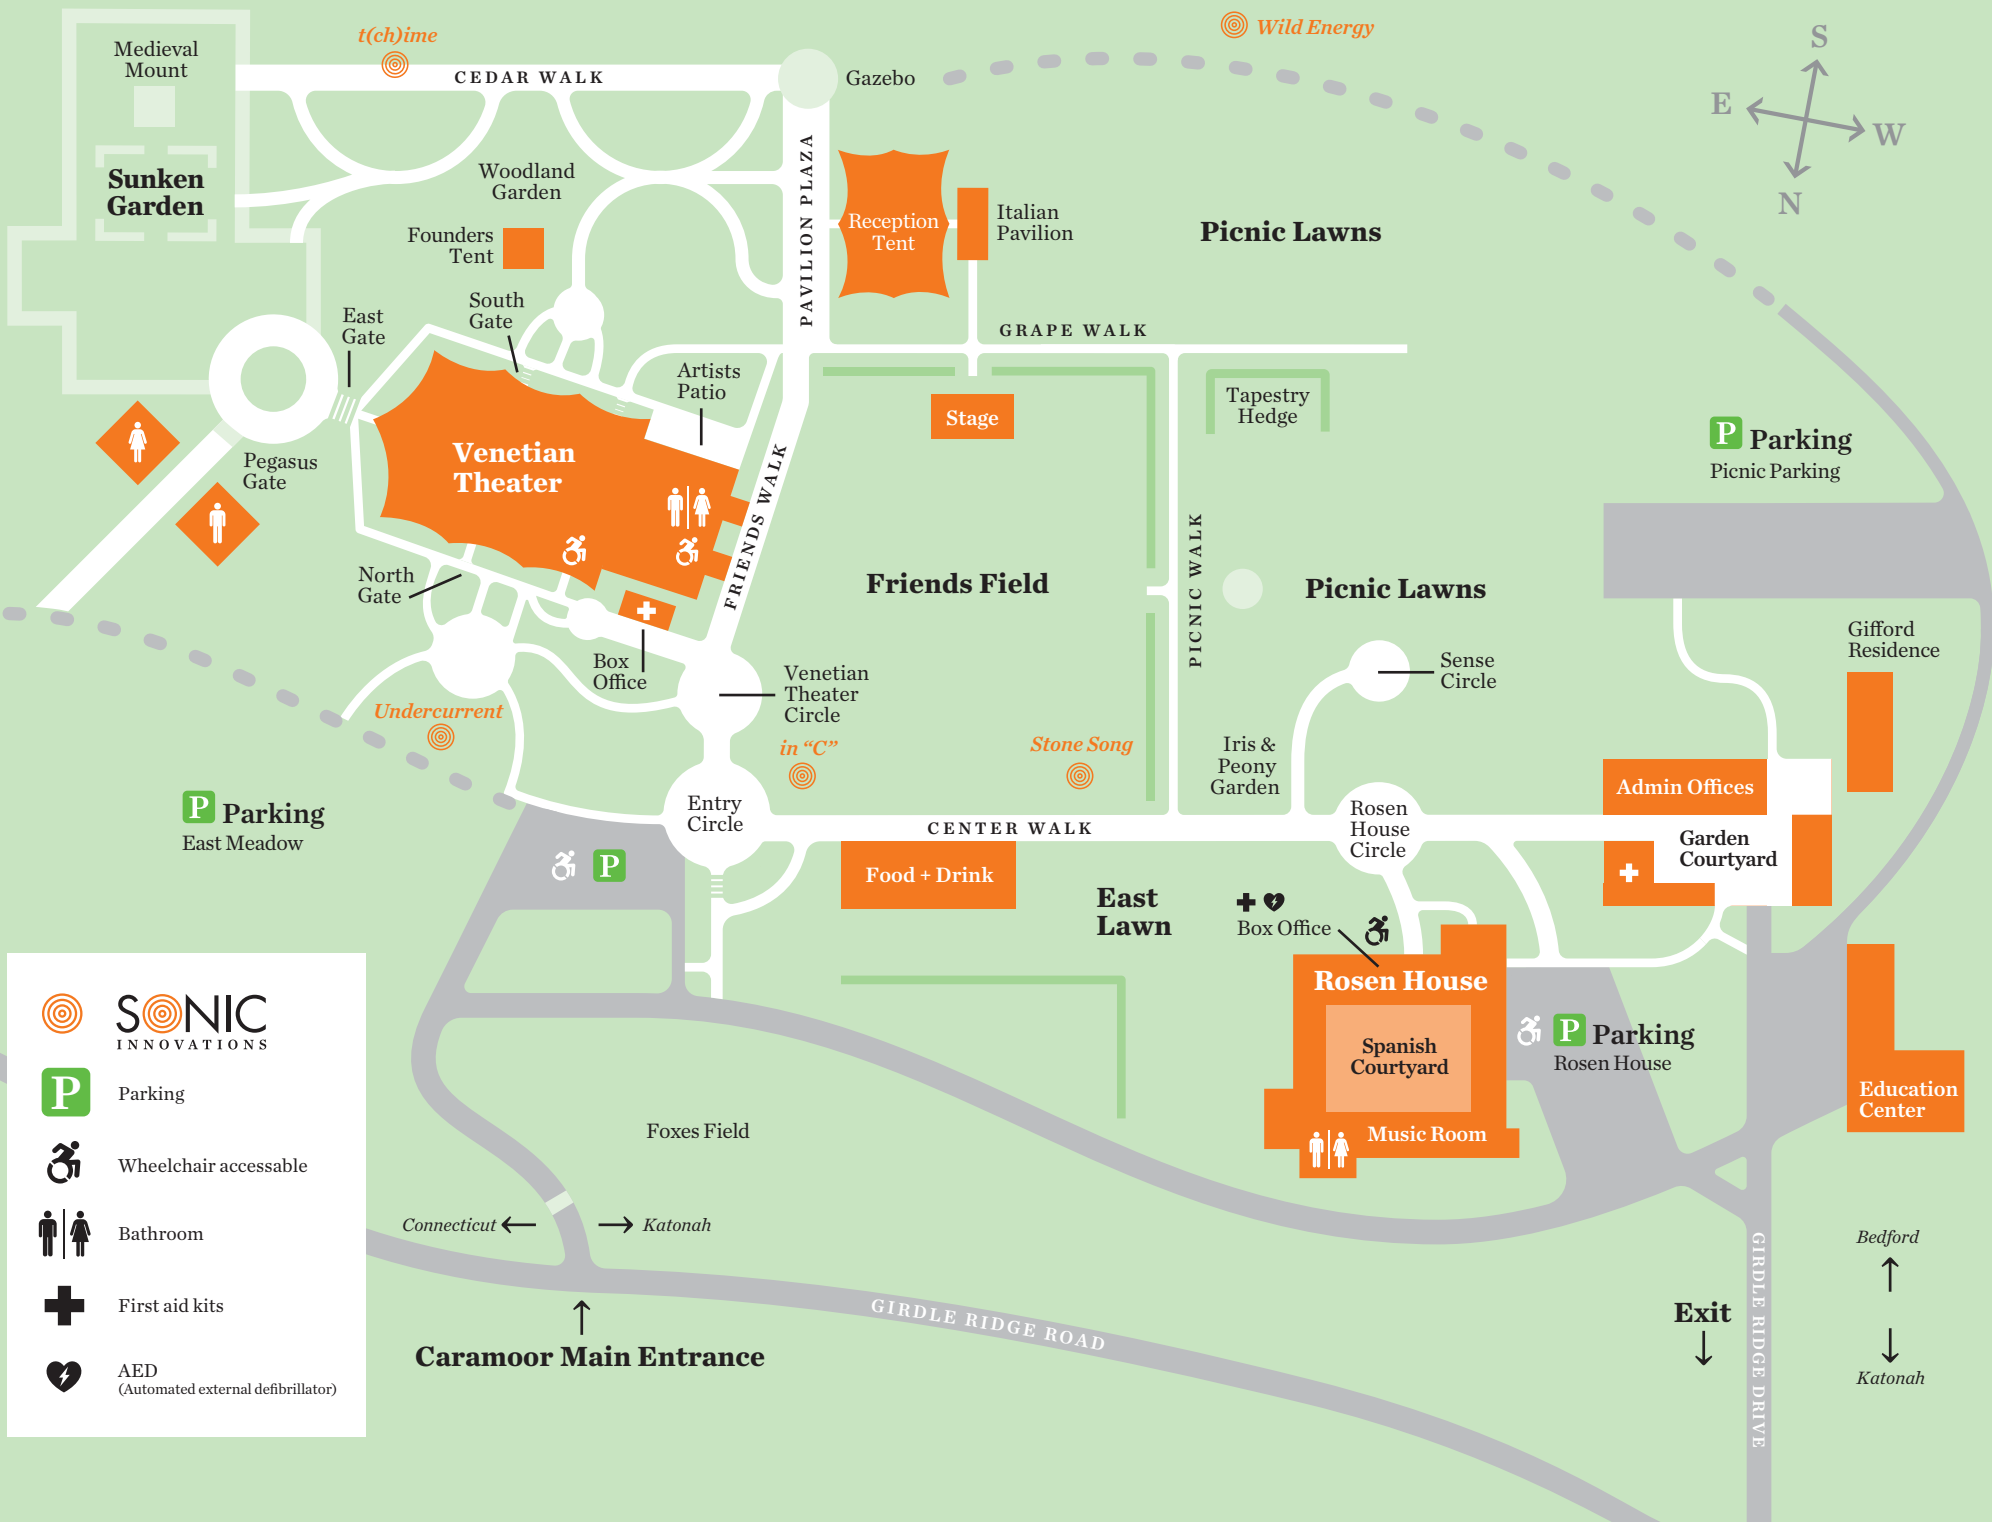 t(ch)ime
Wild Energy
Medieval
Mount
CEDAR WALK
Gazebo
S
E
W
N
Sunken
Garden
Woodland
Garden
PAVILION PLAZA
Reception
Tent
Italian
Pavilion
Picnic Lawns
Founders
Tent
South
Gate
East
Gate
GRAPE WALK
Artists
Patio
Stage
Tapestry
Hedge
P Parking
Picnic Parking
Venetian
Theater
Pegasus
Gate
FRIENDS WALK
North
Gate
Friends Field
PICNIC WALK
Picnic Lawns
Gifford
Residence
Box
Office
Venetian
Theater
Circle
Sense
Circle
Undercurrent
in “C”
Stone Song
Iris &
Peony
Garden
Admin Offices
P Parking
East Meadow
Entry
Circle
CENTER WALK
Rosen
House
Circle
Garden
Courtyard
P
Food + Drink
East
Lawn
Box Office
Rosen House
Spanish
Courtyard
Music Room
P Parking
Rosen House
Education
Center
SONIC
INNOVATIONS
P
Parking
Wheelchair accessable
Bathroom
First aid kits
AED
(Automated external defibrillator)
Foxes Field
Connecticut
Katonah
Caramoor Main Entrance
GIRDLE RIDGE ROAD
Exit
GIRDLE RIDGE DRIVE
Bedford
Katonah